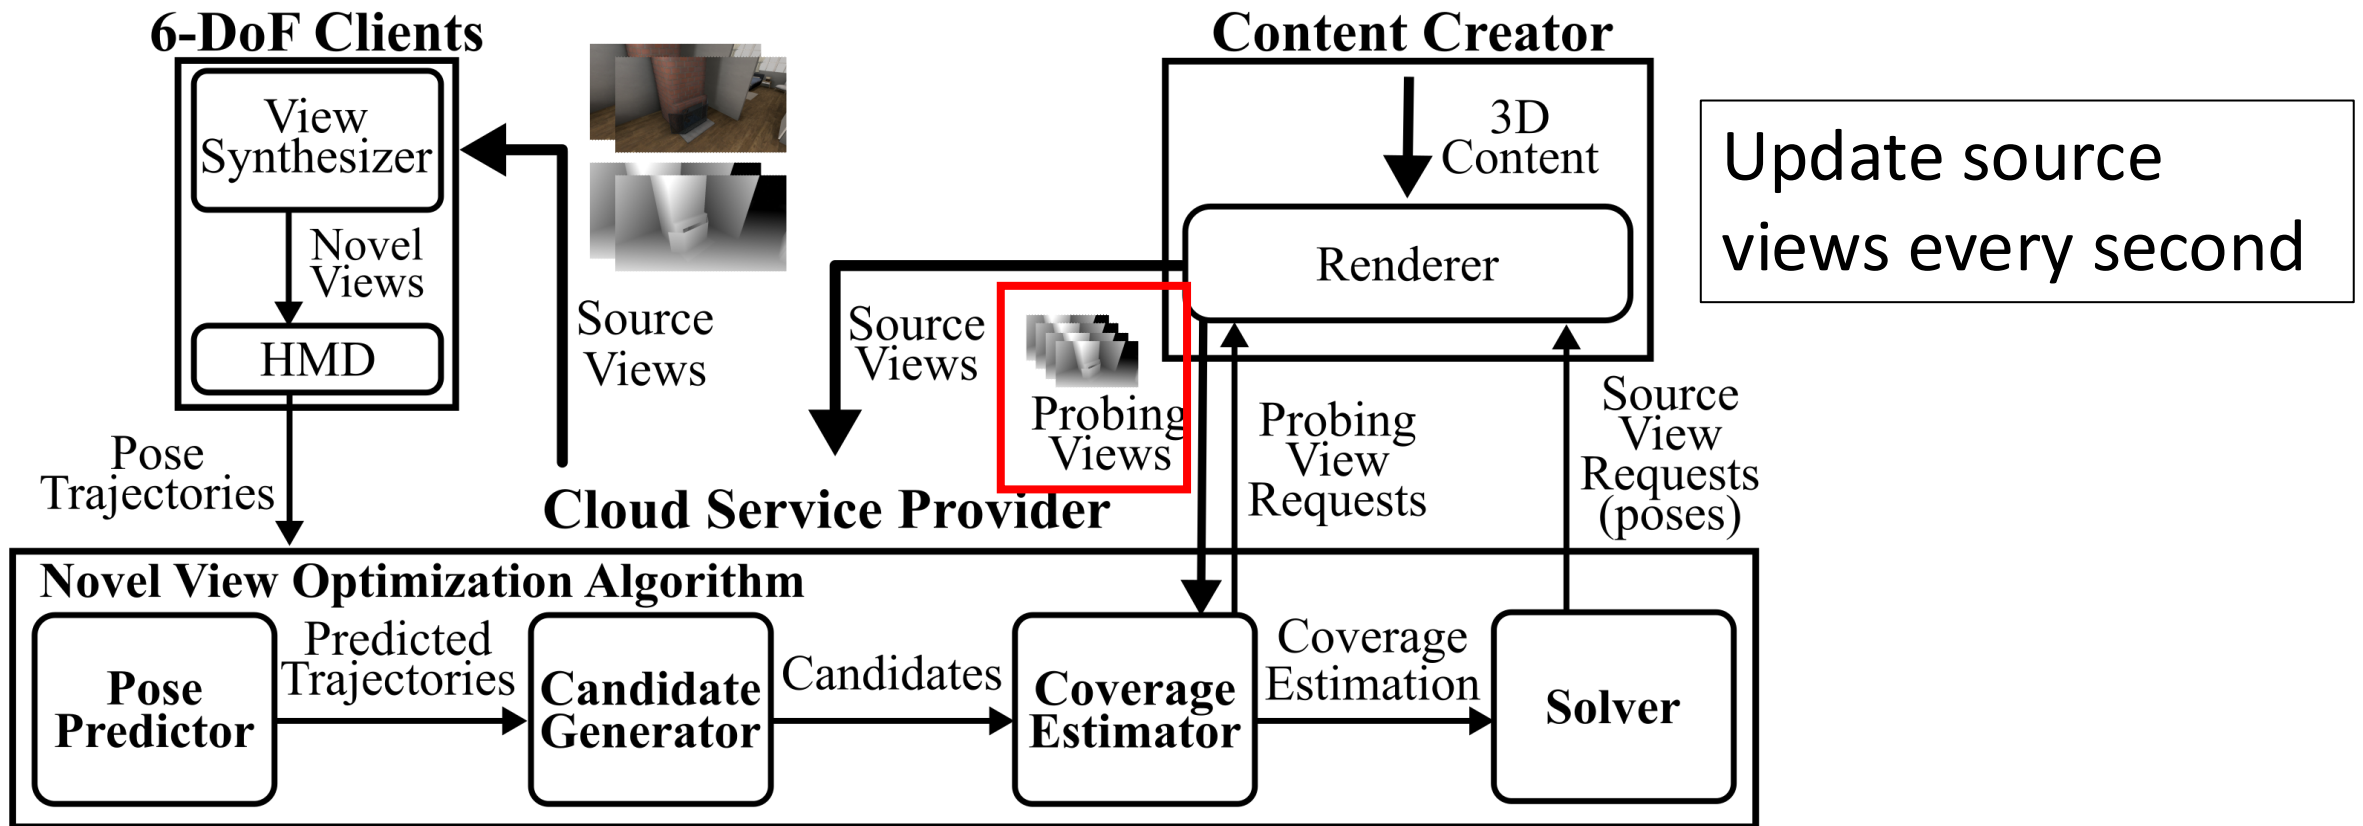 6-DoF Clients
View
Synthesizer
Novel
Views
HMD
Pose
Trajectories
Source
Views
Content Creator
3D
Content
Renderer
Source
Views
Probing
Views
Probing
View
Requests
Source
View
Requests
(poses)
Update source
views every second
Cloud Service Provider
Novel View Optimization Algorithm
Pose
Predictor
Predicted
Trajectories
Candidate
Generator
Candidates
Coverage
Estimator
Coverage
Estimation
Solver